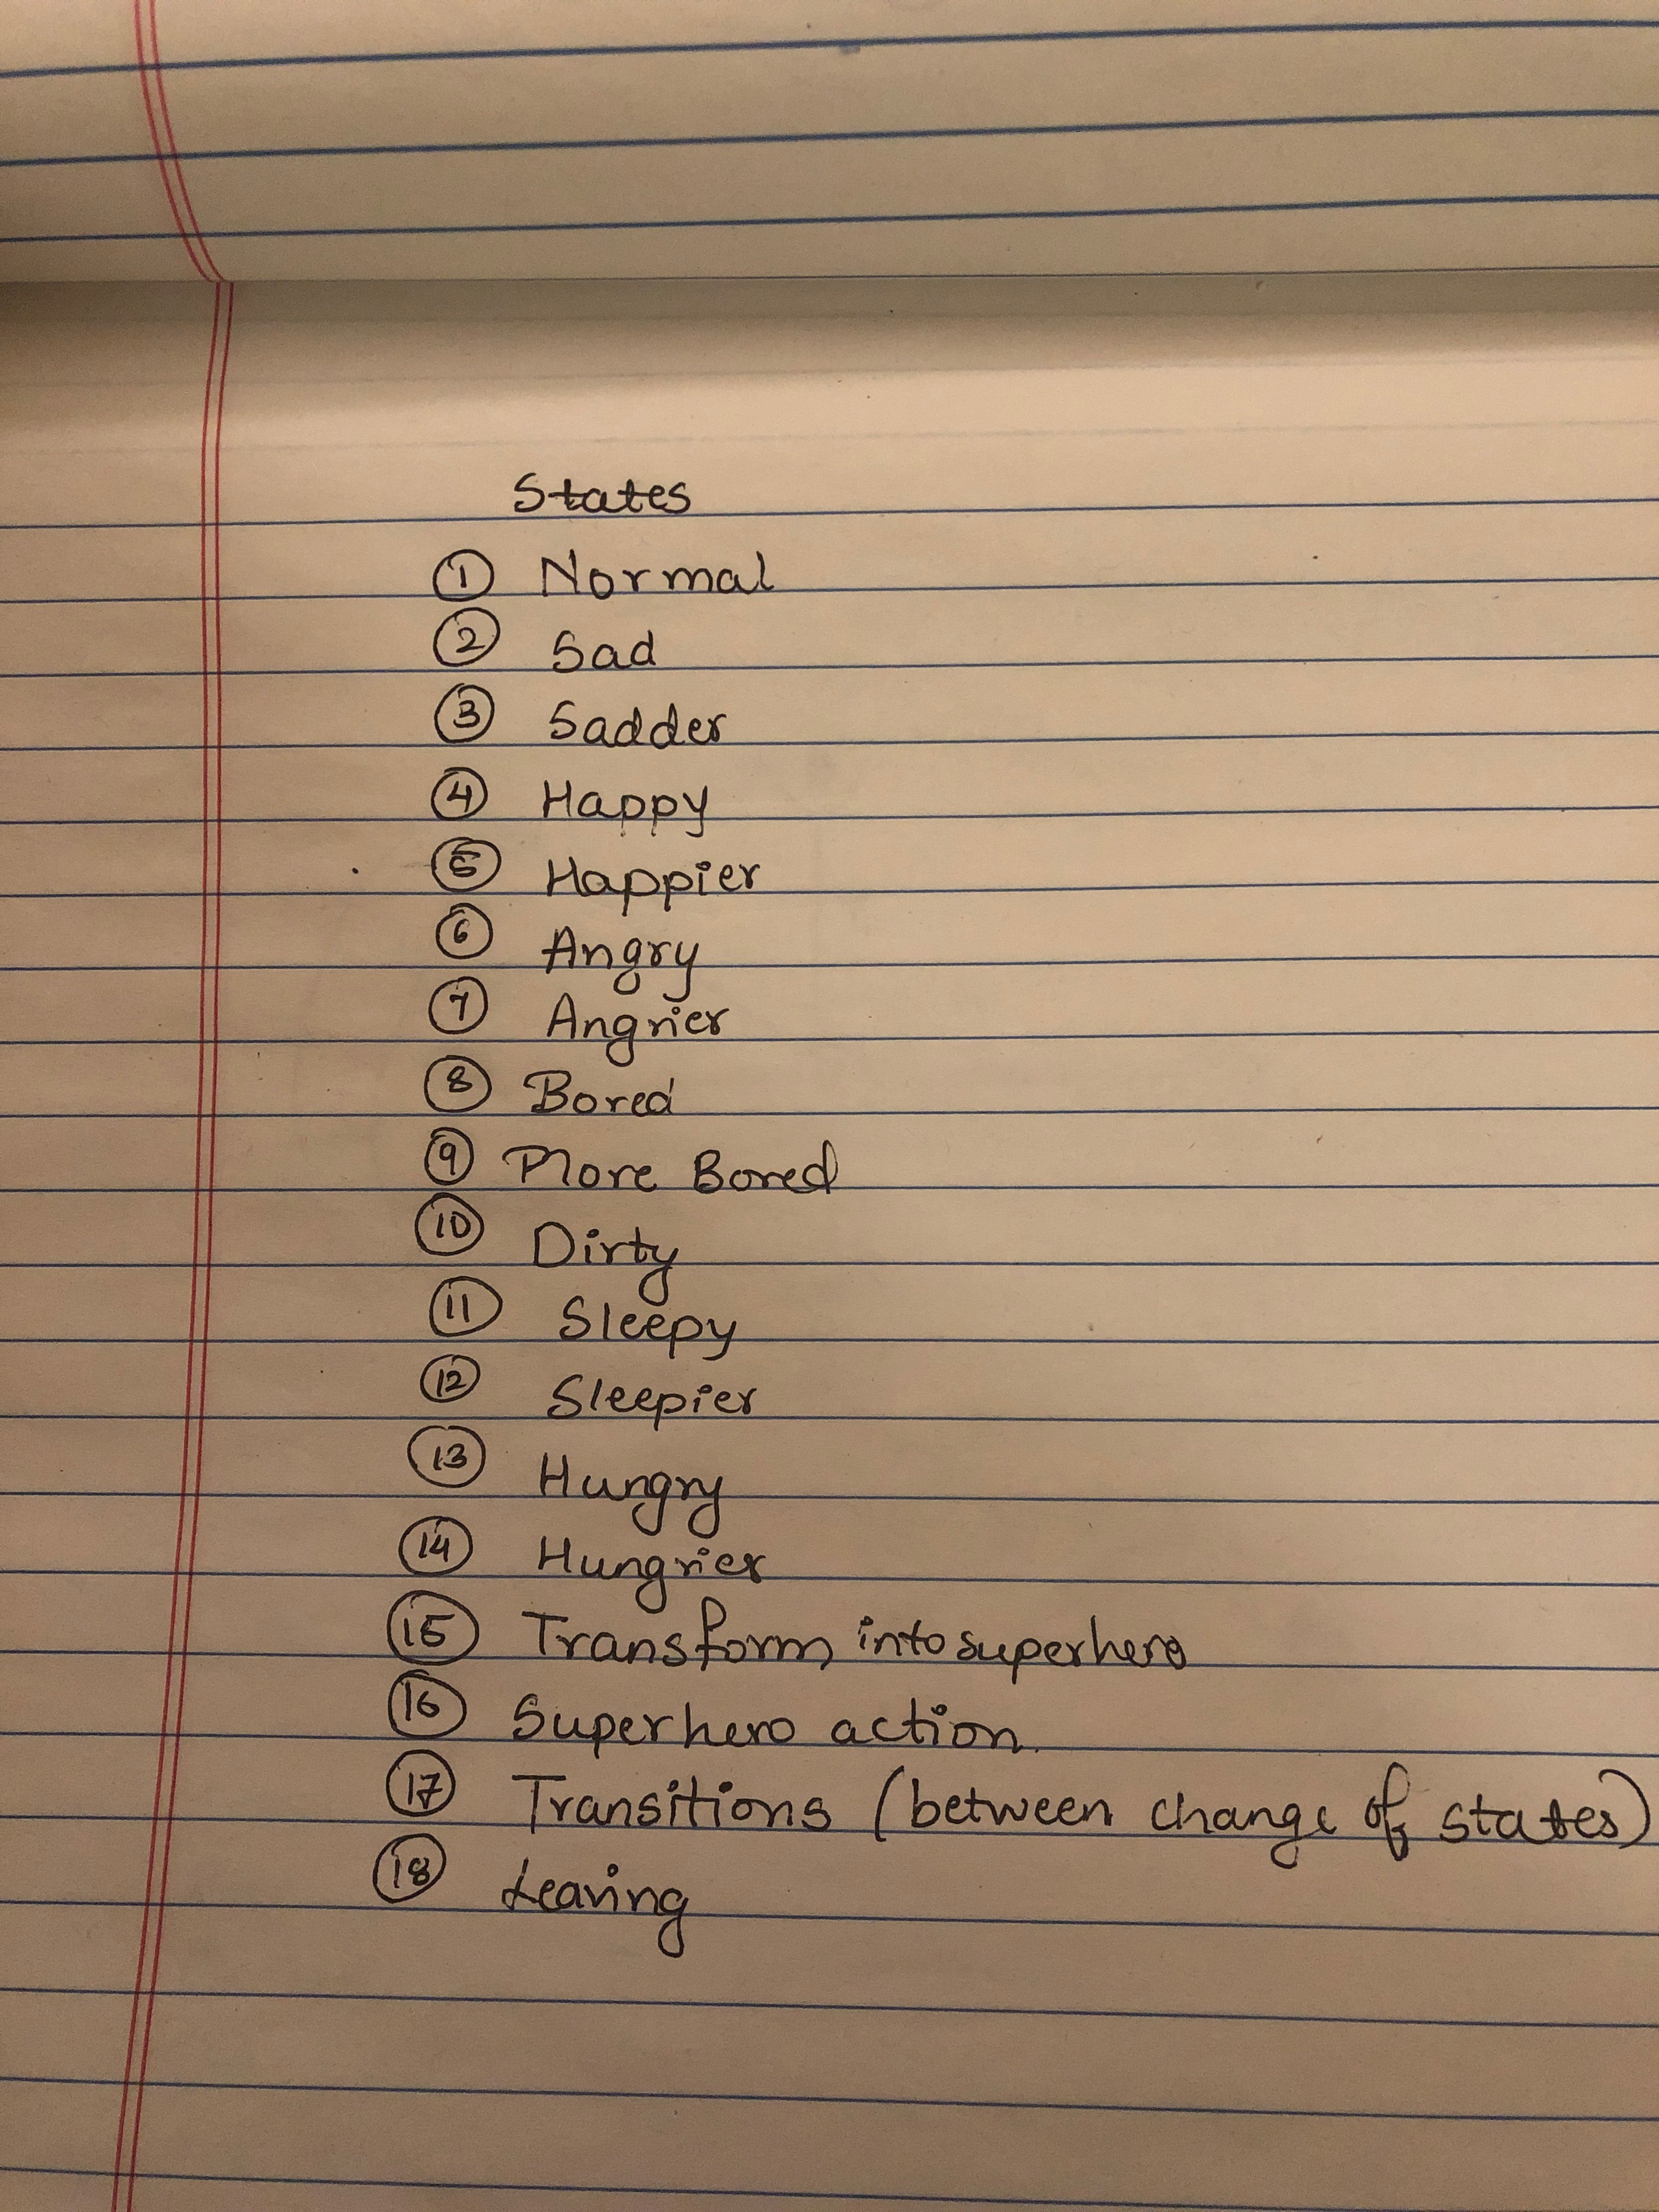 States
① Normal
② Sad
③ Sadder
④ Happy
⑤ Happier
⑥ Angry
⑦ Angrier
⑧ Bored
⑨ More Bored
⑩ Dirty
⑪ Sleepy
⑫ Sleepier
⑬ Hungry
⑭ Hungrier
⑮ Transform into superhero
⑯ Superhero action.
⑰ Transitions (between change of states)
⑱ Leaving